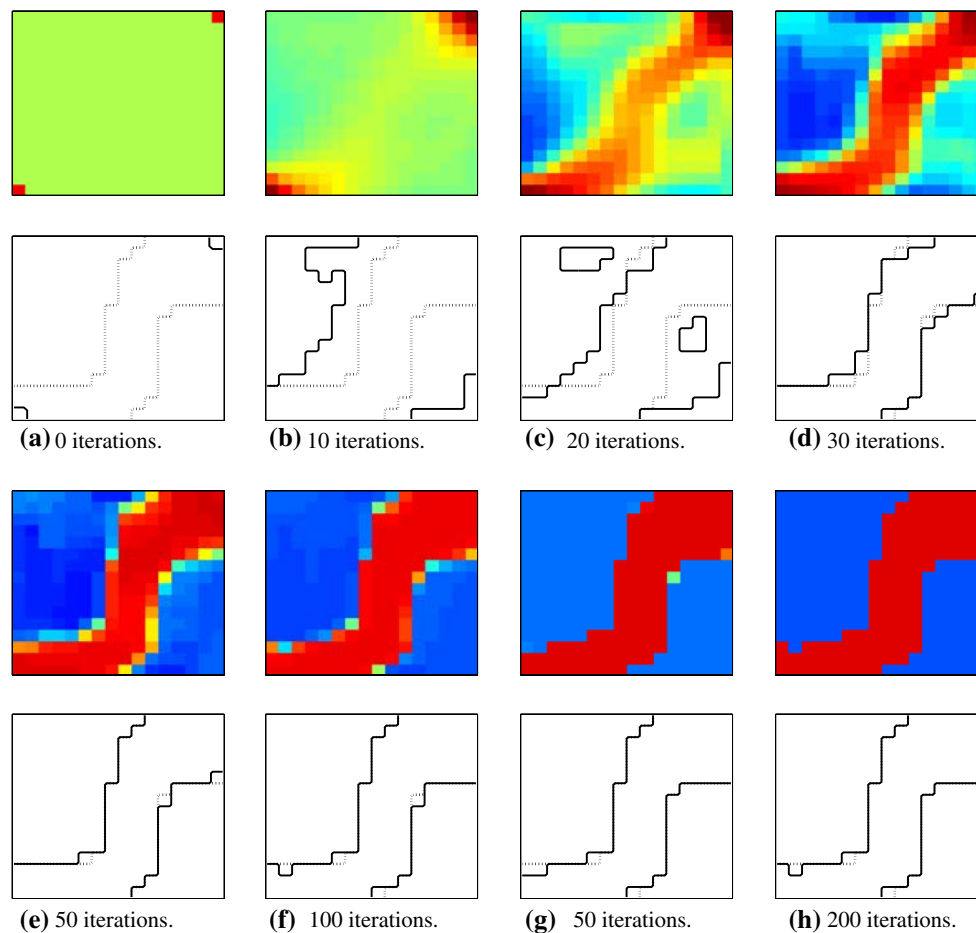 (a) 0 iterations.
(b) 10 iterations.
(c) 20 iterations.
(d) 30 iterations.
(e) 50 iterations.
(f) 100 iterations.
(g) 50 iterations.
(h) 200 iterations.